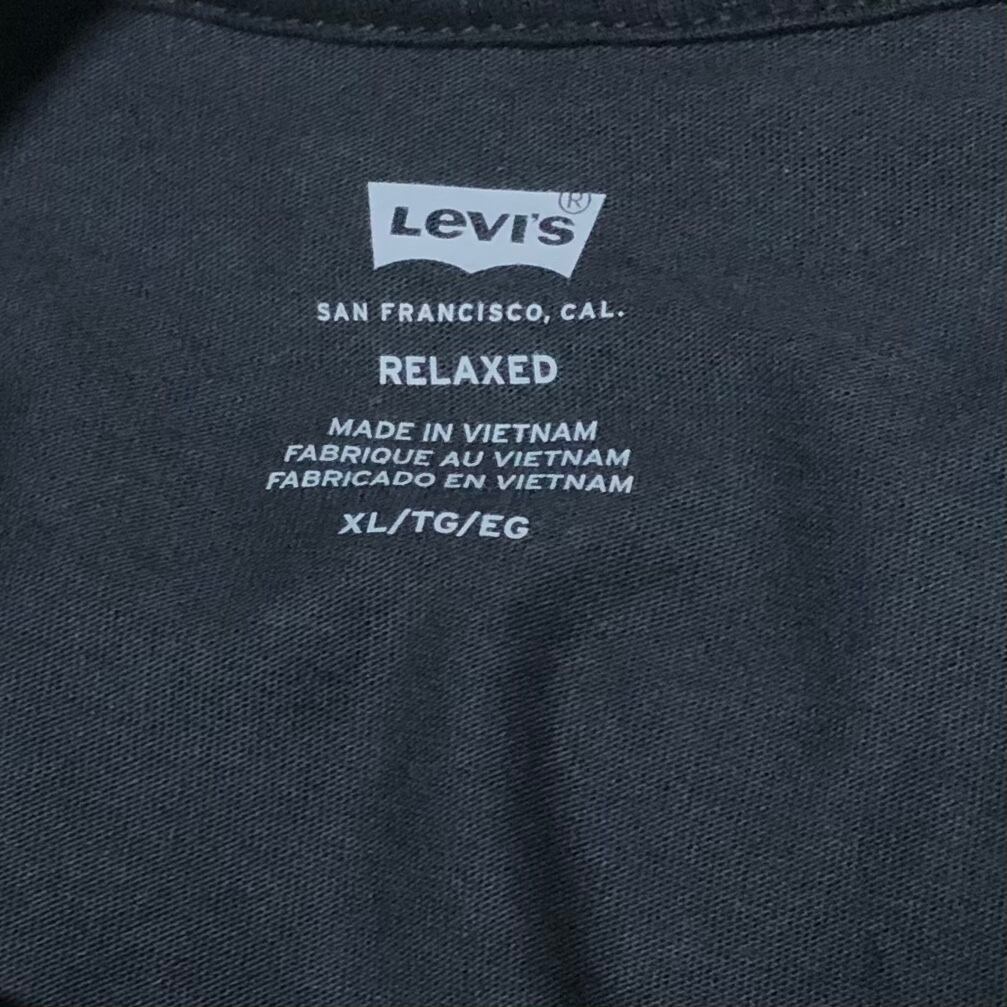 Levi's®
SAN FRANCISCO, CAL.
RELAXED
MADE IN VIETNAM
FABRIQUE AU VIETNAM
FABRICADO EN VIETNAM
XL/TG/EG